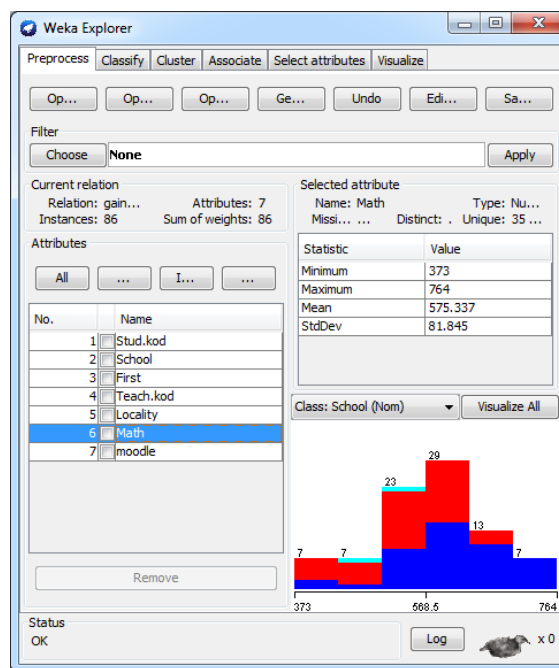 Weka Explorer
Preprocess Classify Cluster Associate Select attributes Visualize
Op... Op... Op... Ge... Undo Edi... Sa...
Filter
Choose None Apply
Current relation
Relation: gain... Attributes: 7
Instances: 86 Sum of weights: 86
Selected attribute
Name: Math Type: Nu...
Missi... ... Distinct: . Unique: 35 ...
Attributes
All ... I... ...
No. Name
1 Stud.kod
2 School
3 First
4 Teach.kod
5 Locality
6 Math
7 moodle
Remove
Statistic Value
Minimum 373
Maximum 764
Mean 575.337
StdDev 81.845
Class: School (Nom) Visualize All
7 7 23 29 13 7
373 568.5 764
Status
OK
Log x 0